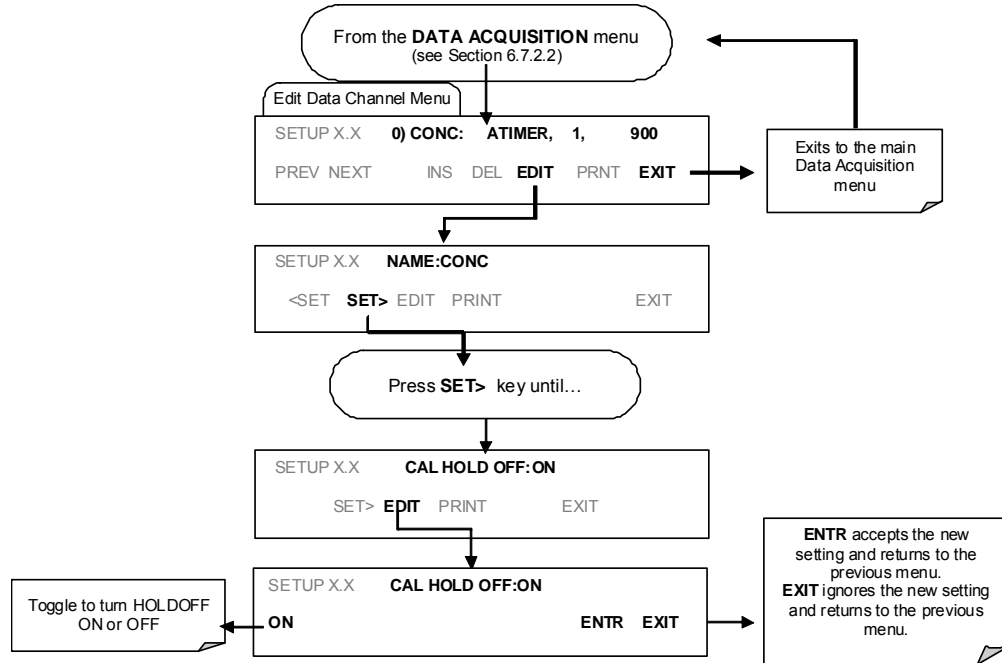 From the DATA ACQUISITION menu
(see Section 6.7.2.2)
Edit Data Channel Menu
SETUP X.X 0) CONC: ATIMER, 1, 900
PREV NEXT INS DEL EDIT PRNT EXIT
Exits to the main
Data Acquisition
menu
SETUP X.X NAME:CONC
<SET SET> EDIT PRINT EXIT
Press SET> key until…
SETUP X.X CAL HOLD OFF:ON
SET> EDIT PRINT EXIT
SETUP X.X CAL HOLD OFF:ON
ON ENTR EXIT
Toggle to turn HOLDOFF
ON or OFF
ENTR accepts the new
setting and returns to the
previous menu.
EXIT ignores the new setting
and returns to the previous
menu.